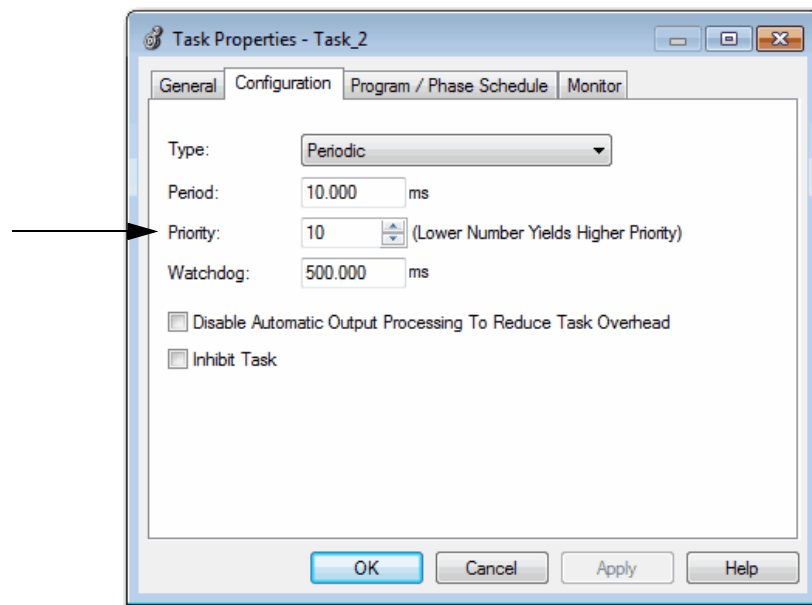 Task Properties - Task_2
General Configuration Program / Phase Schedule Monitor
Type: Periodic
Period: 10.000 ms
Priority: 10 (Lower Number Yields Higher Priority)
Watchdog: 500.000 ms
Disable Automatic Output Processing To Reduce Task Overhead
Inhibit Task
OK Cancel Apply Help